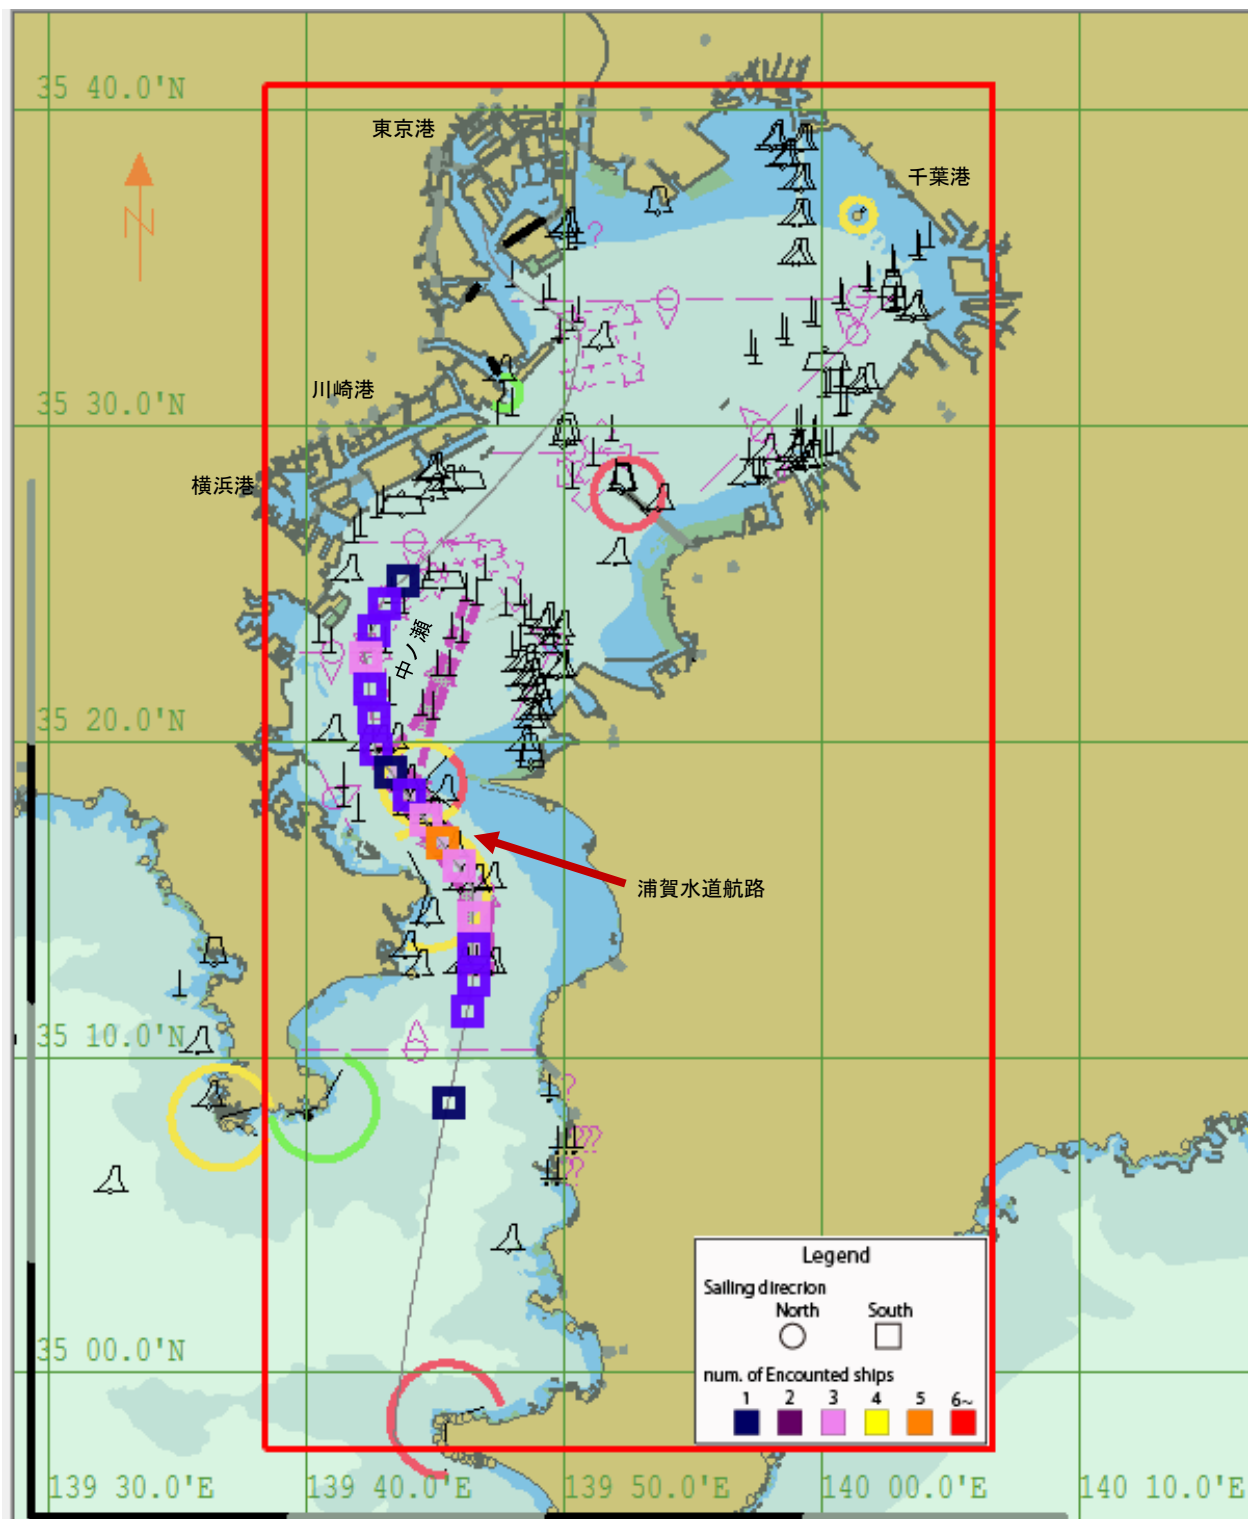 35 40.0'N
東京港
千葉港
N
?
川崎港
35 30.0'N
横浜港
中ノ瀬
35 20.0'N
浦賀水道航路
35 10.0'N
?
???
?
Legend
Sailing direcrion
North South
35 00.0'N
num. of Encounted ships
1 2 3 4 5 6~
139 30.0'E 139 40.0'E 139 50.0'E 140 00.0'E 140 10.0'E